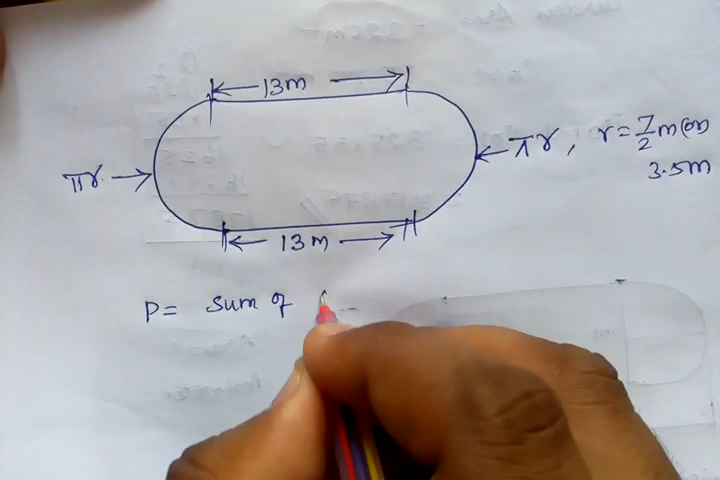 13m
πr
πr, r = 7/2 m (or)
3.5m
13m
P = Sum of